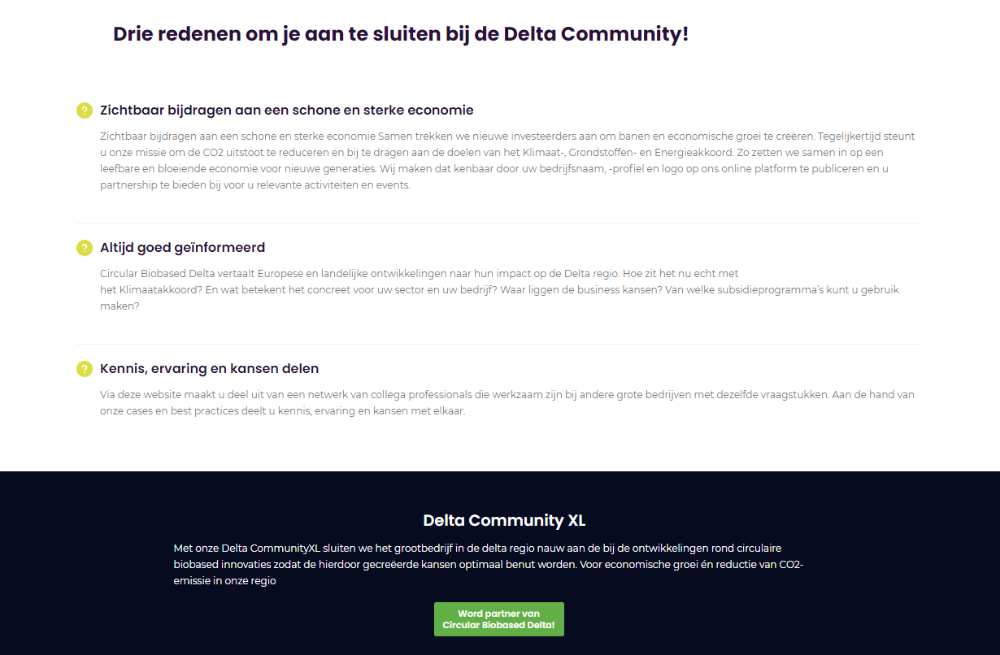 Drie redenen om je aan te sluiten bij de Delta Community!
Zichtbaar bijdragen aan een schone en sterke economie
Zichtbaar bijdragen aan een schone en sterke economie Samen trekken we nieuwe investeerders aan om banen en economische groei te creëren. Tegelijkertijd steunt
u onze missie om de CO2 uitstoot te reduceren en bij te dragen aan de doelen van het Klimaat-, Grondstoffen- en Energieakkoord. Zo zetten we samen in op een
leefbare en bloeiende economie voor nieuwe generaties. Wij maken dat kenbaar door uw bedrijfsnaam, -profiel en logo op ons online platform te publiceren en u
partnership te bieden bij voor u relevante activiteiten en events.
Altijd goed geïnformeerd
Circular Biobased Delta vertaalt Europese en landelijke ontwikkelingen naar hun impact op de Delta regio. Hoe zit het nu echt met
het Klimaatakkoord? En wat betekent het concreet voor uw sector en uw bedrijf? Waar liggen de business kansen? Van welke subsidieprogramma's kunt u gebruik
maken?
Kennis, ervaring en kansen delen
Via deze website maakt u deel uit van een netwerk van collega professionals die werkzaam zijn bij andere grote bedrijven met dezelfde vraagstukken. Aan de hand van
onze cases en best practices deelt u kennis, ervaring en kansen met elkaar.
Delta Community XL
Met onze Delta CommunityXL sluiten we het grootbedrijf in de delta regio nauw aan de bij de ontwikkelingen rond circulaire
biobased innovaties zodat de hierdoor gecreëerde kansen optimaal benut worden. Voor economische groei én reductie van CO2-
emissie in onze regio
Word partner van
Circular Biobased Delta!